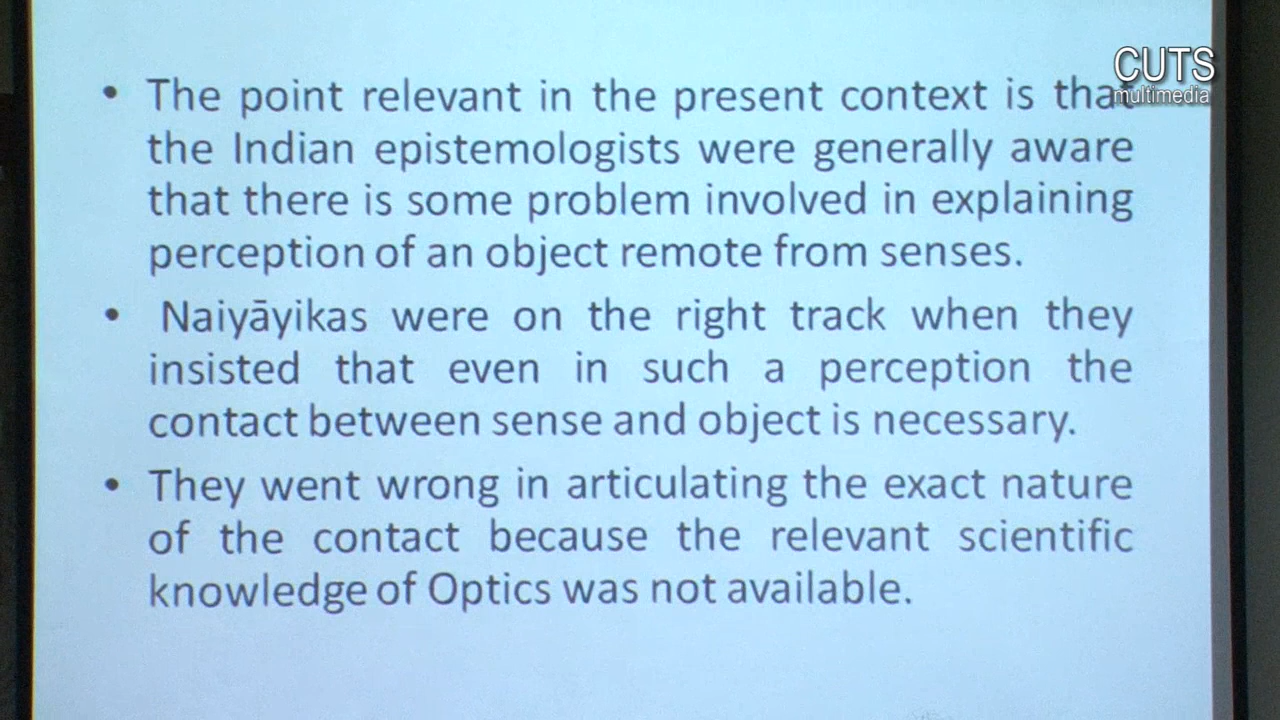 CUTS
multimedia
• The point relevant in the present context is tha
the Indian epistemologists were generally aware
that there is some problem involved in explaining
perception of an object remote from senses.
• Naiyāyikas were on the right track when they
insisted that even in such a perception the
contact between sense and object is necessary.
• They went wrong in articulating the exact nature
of the contact because the relevant scientific
knowledge of Optics was not available.